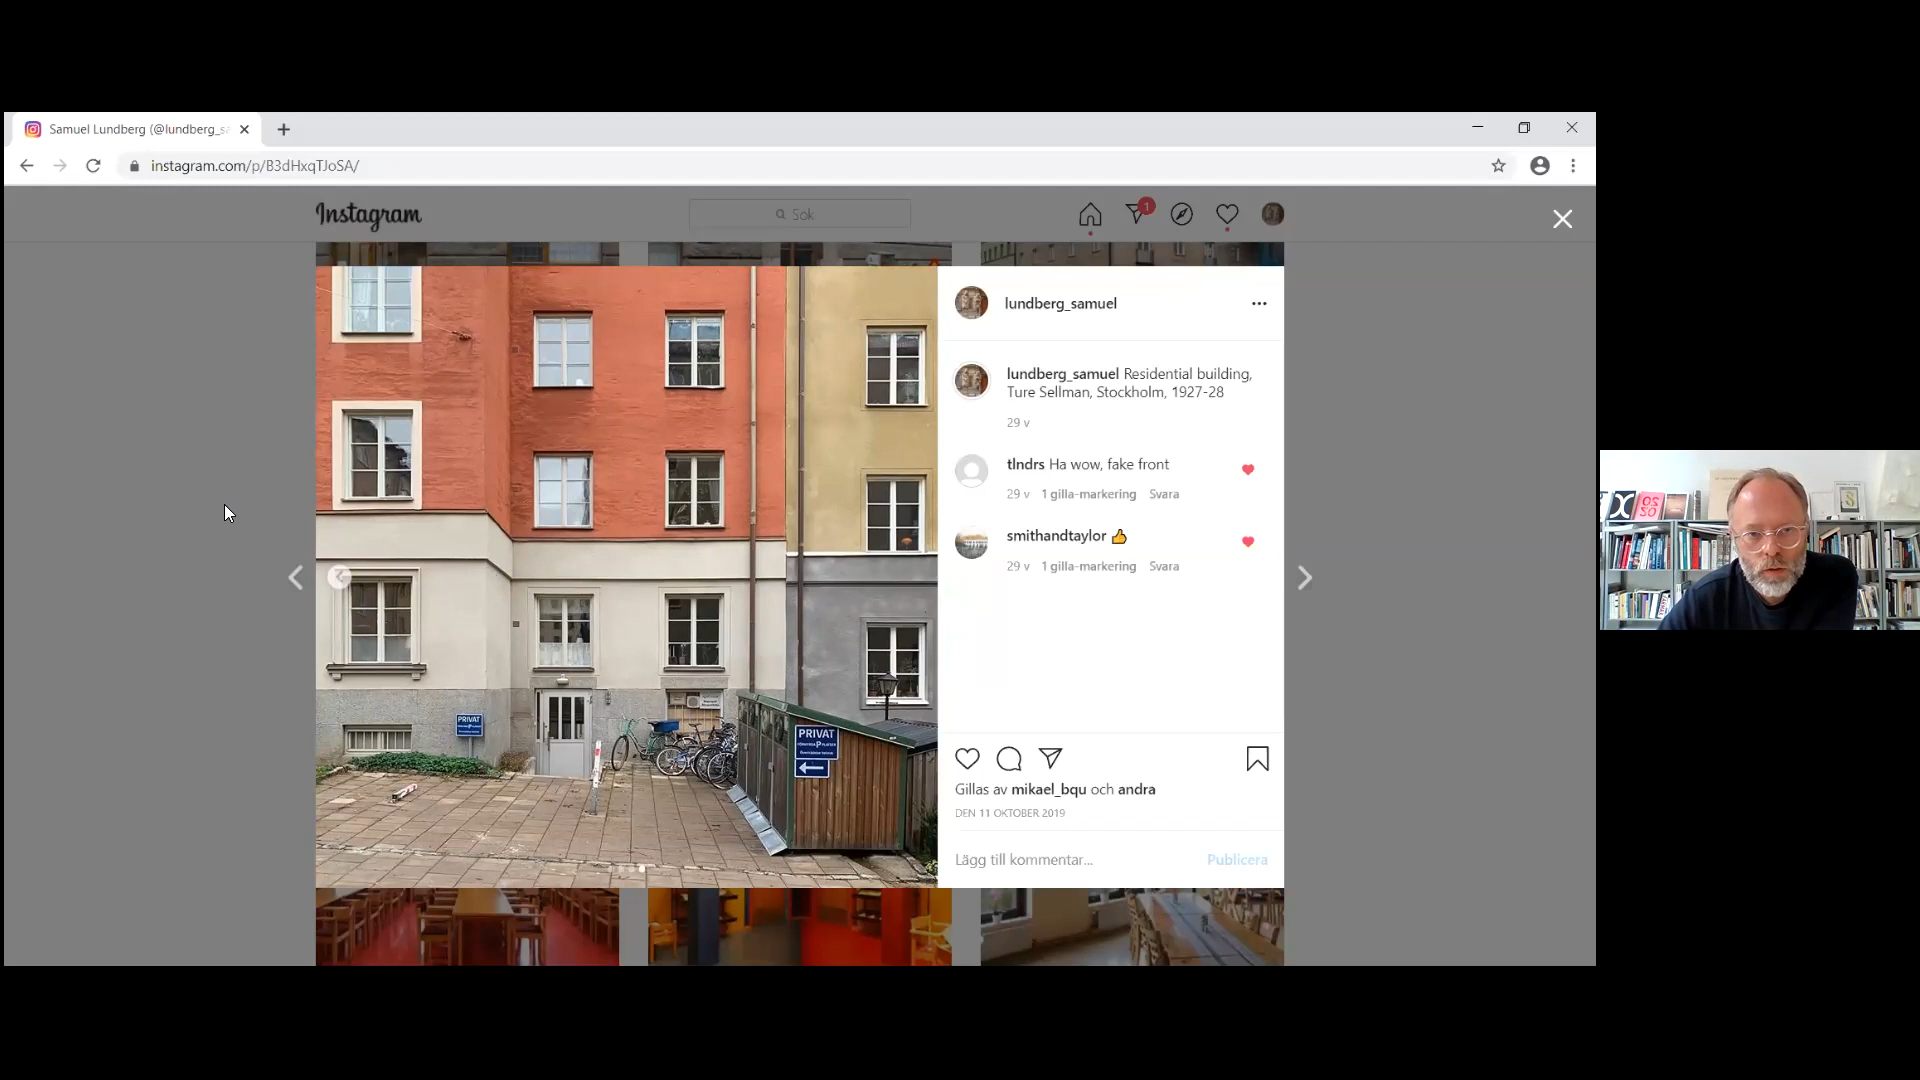 Samuel Lundberg (@lundberg_sa
instagram.com/p/B3dHxqTJoSA/
Instagram
Sök
1
lundberg_samuel
lundberg_samuel Residential building,
Ture Sellman, Stockholm, 1927-28
29 v
tlndrs Ha wow, fake front
29 v 1 gilla-markering Svara
smithandtaylor 👍
29 v 1 gilla-markering Svara
PRIVAT
PRIVAT
Gillas av mikael_bqu och andra
DEN 11 OKTOBER 2019
Lägg till kommentar...
Publicera